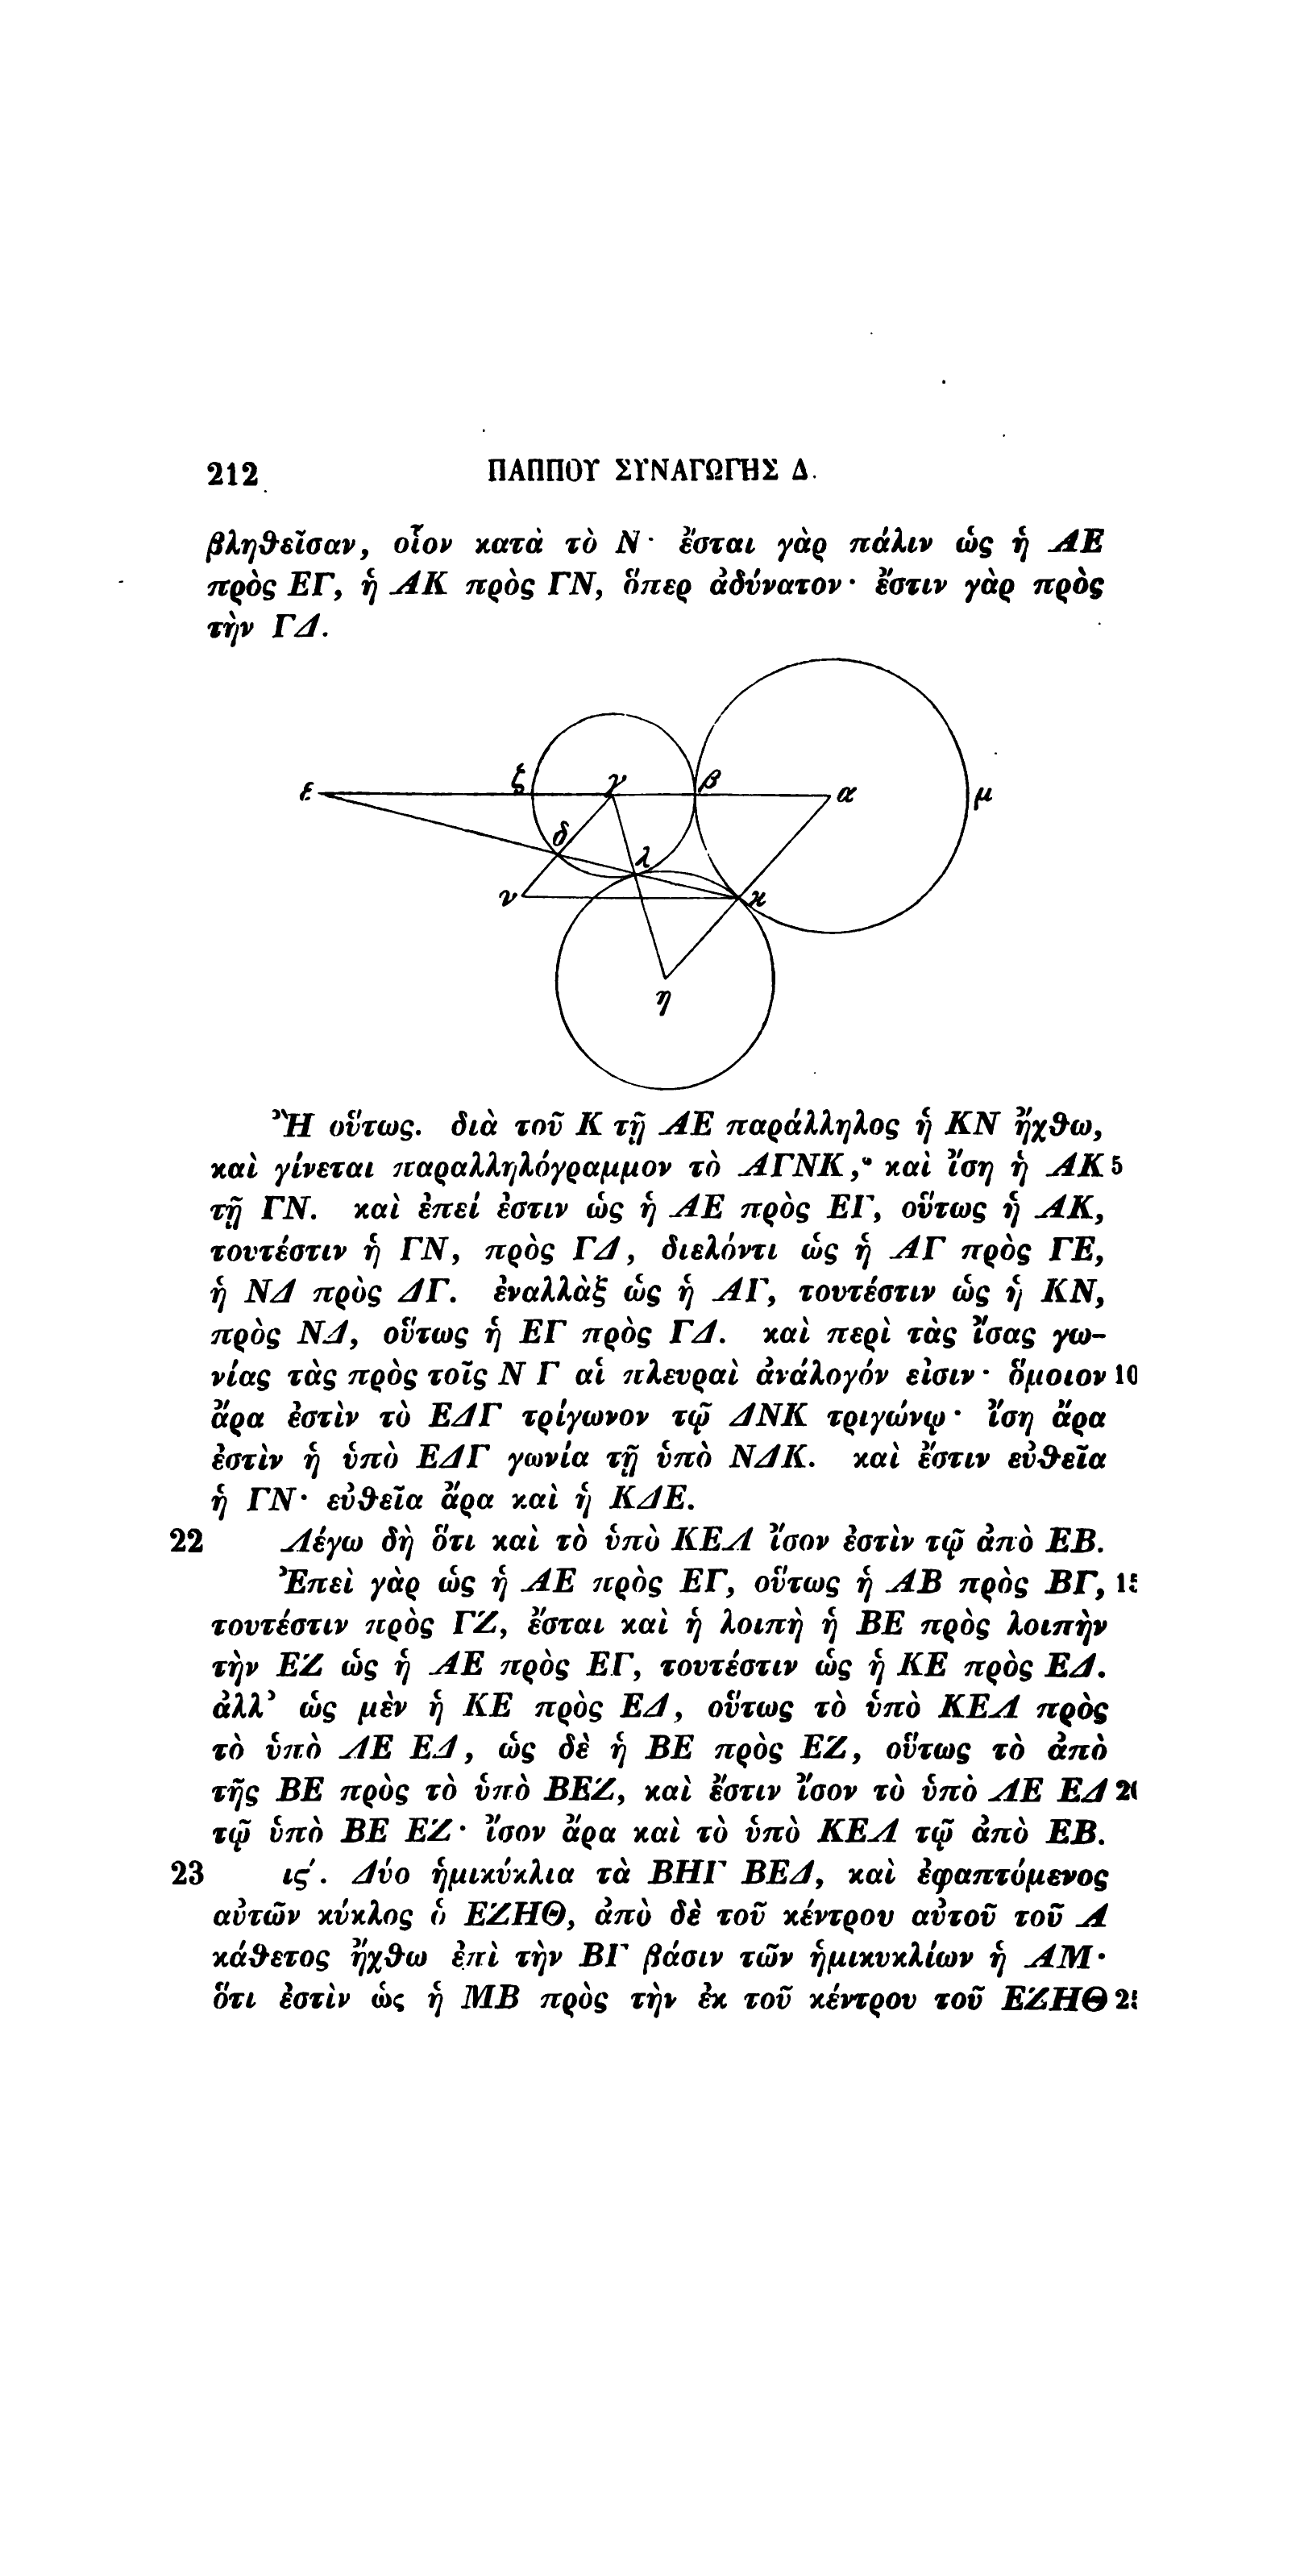 212 ΠΑΠΠΟΥ ΣΥΝΑΓΩΓΗΣ Δ.
βληθεῖσαν, οἷον κατὰ τὸ Ν· ἔσται γὰρ πάλιν ὡς ἡ ΑΕ
πρὸς ΕΓ, ἡ ΑΚ πρὸς ΓΝ, ὅπερ ἀδύνατον· ἔστιν γὰρ πρὸς
τὴν ΓΔ.
ε ζ γ β α μ
δ λ
ν κ
η
Ἢ οὕτως. διὰ τοῦ Κ τῇ ΑΕ παράλληλος ἡ ΚΝ ἤχθω,
καὶ γίνεται παραλληλόγραμμον τὸ ΑΓΝΚ, καὶ ἴση ἡ ΑΚ 5
τῇ ΓΝ. καὶ ἐπεί ἐστιν ὡς ἡ ΑΕ πρὸς ΕΓ, οὕτως ἡ ΑΚ,
τουτέστιν ἡ ΓΝ, πρὸς ΓΔ, διελόντι ὡς ἡ ΑΓ πρὸς ΓΕ,
ἡ ΝΔ πρὸς ΔΓ. ἐναλλὰξ ὡς ἡ ΑΓ, τουτέστιν ὡς ἡ ΚΝ,
πρὸς ΝΔ, οὕτως ἡ ΕΓ πρὸς ΓΔ. καὶ περὶ τὰς ἴσας γω-
νίας τὰς πρὸς τοῖς Ν Γ αἱ πλευραὶ ἀνάλογόν εἰσιν· ὅμοιον 10
ἄρα ἐστὶν τὸ ΕΔΓ τρίγωνον τῷ ΔΝΚ τριγώνῳ· ἴση ἄρα
ἐστὶν ἡ ὑπὸ ΕΔΓ γωνία τῇ ὑπὸ ΝΔΚ. καὶ ἔστιν εὐθεῖα
ἡ ΓΝ· εὐθεῖα ἄρα καὶ ἡ ΚΔΕ.
22 Λέγω δὴ ὅτι καὶ τὸ ὑπὸ ΚΕΛ ἴσον ἐστὶν τῷ ἀπὸ ΕΒ.
Ἐπεὶ γὰρ ὡς ἡ ΑΕ πρὸς ΕΓ, οὕτως ἡ ΑΒ πρὸς ΒΓ, 15
τουτέστιν πρὸς ΓΖ, ἔσται καὶ ἡ λοιπὴ ἡ ΒΕ πρὸς λοιπὴν
τὴν ΕΖ ὡς ἡ ΑΕ πρὸς ΕΓ, τουτέστιν ὡς ἡ ΚΕ πρὸς ΕΔ.
ἀλλ’ ὡς μὲν ἡ ΚΕ πρὸς ΕΔ, οὕτως τὸ ὑπὸ ΚΕΛ πρὸς
τὸ ὑπὸ ΛΕ ΕΔ, ὡς δὲ ἡ ΒΕ πρὸς ΕΖ, οὕτως τὸ ἀπὸ
τῆς ΒΕ πρὸς τὸ ὑπὸ ΒΕΖ, καὶ ἔστιν ἴσον τὸ ὑπὸ ΛΕ ΕΔ 20
τῷ ὑπὸ ΒΕ ΕΖ· ἴσον ἄρα καὶ τὸ ὑπὸ ΚΕΛ τῷ ἀπὸ ΕΒ.
23 ιϛʹ. Δύο ἡμικύκλια τὰ ΒΗΓ ΒΕΔ, καὶ ἐφαπτόμενος
αὐτῶν κύκλος ὁ ΕΖΗΘ, ἀπὸ δὲ τοῦ κέντρου αὐτοῦ τοῦ Α
κάθετος ἤχθω ἐπὶ τὴν ΒΓ βάσιν τῶν ἡμικυκλίων ἡ ΑΜ·
ὅτι ἐστὶν ὡς ἡ ΜΒ πρὸς τὴν ἐκ τοῦ κέντρου τοῦ ΕΖΗΘ 25